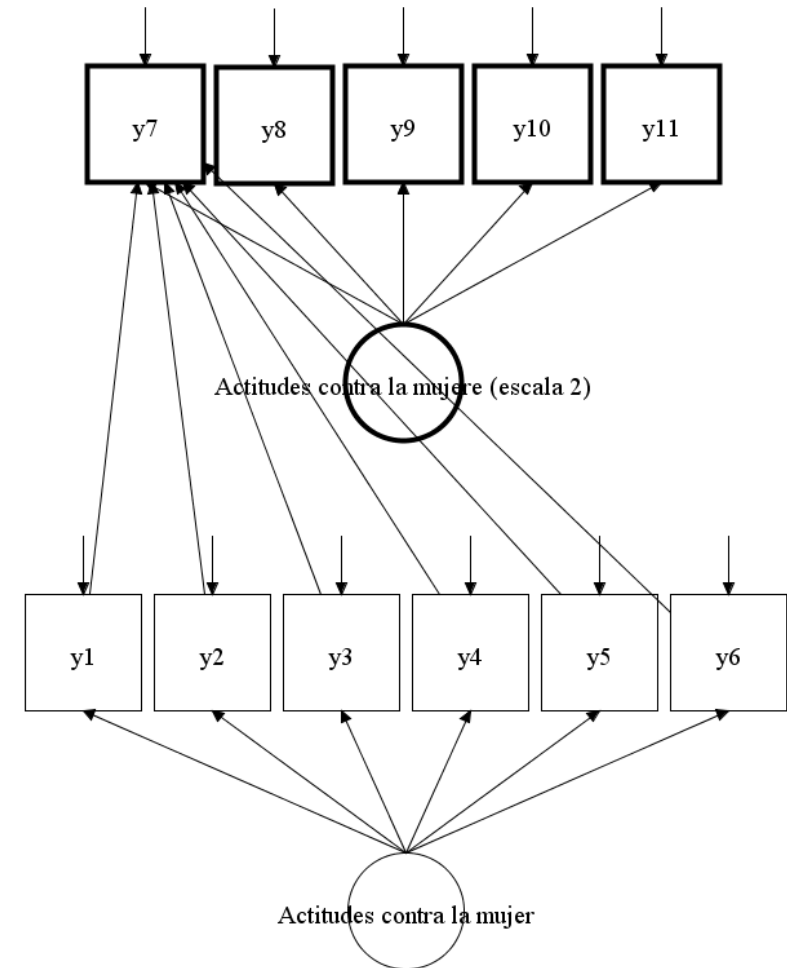 y7 y8 y9 y10 y11
Actitudes contra la mujere (escala 2)
y1 y2 y3 y4 y5 y6
Actitudes contra la mujer